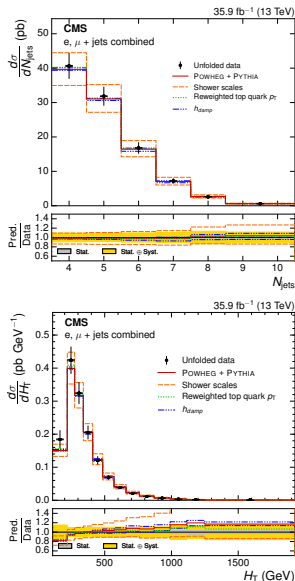 35.9 fb⁻¹ (13 TeV)
CMS
e, μ + jets combined
dσ/dN_jets (pb)
50
40
30
20
10
0
Unfolded data
POWHEG + PYTHIA
Shower scales
Reweighted top quark p_T
h_damp
Pred./Data
1.4
1.2
1.0
0.8
0.6
Stat.
Stat. ⊕ Syst.
4 5 6 7 8 9 10
N_jets
35.9 fb⁻¹ (13 TeV)
CMS
e, μ + jets combined
dσ/dH_T (pb GeV⁻¹)
0.5
0.4
0.3
0.2
0.1
0.0
Unfolded data
POWHEG + PYTHIA
Shower scales
Reweighted top quark p_T
h_damp
Pred./Data
1.4
1.2
1.0
0.8
0.6
Stat.
Stat. ⊕ Syst.
500 1000 1500
H_T (GeV)